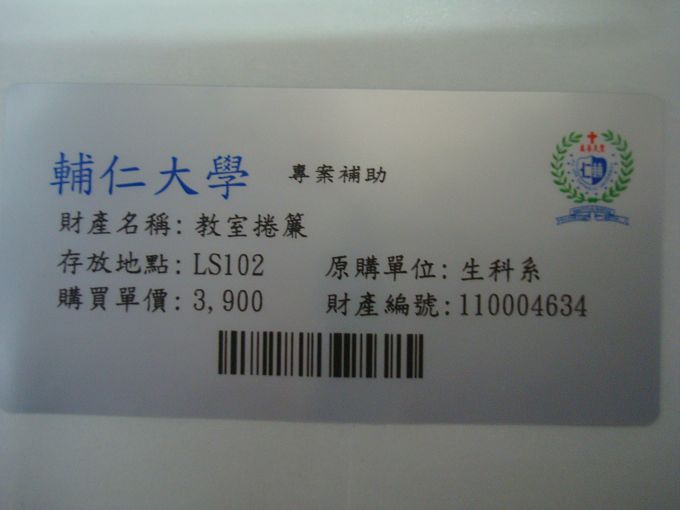 輔仁大學 專案補助
財產名稱: 教室捲簾
存放地點: LS102 原購單位: 生科系
購買單價: 3,900 財產編號: 110004634